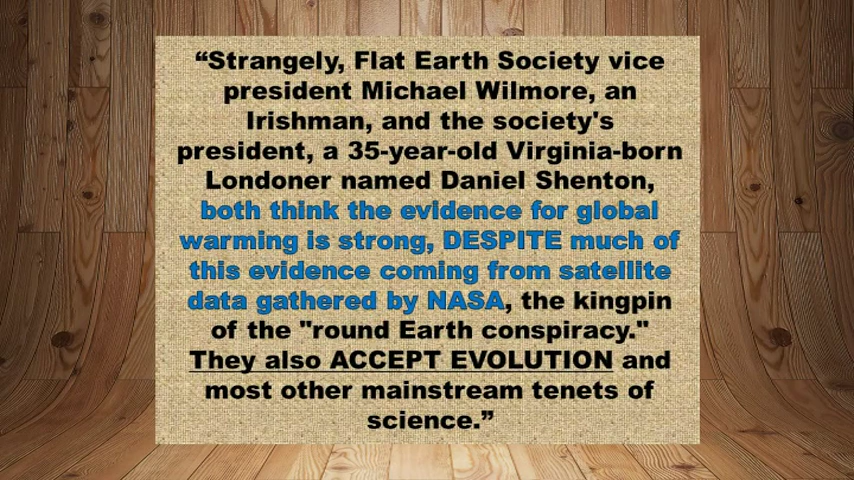 “Strangely, Flat Earth Society vice
president Michael Wilmore, an
Irishman, and the society's
president, a 35-year-old Virginia-born
Londoner named Daniel Shenton,
both think the evidence for global
warming is strong, DESPITE much of
this evidence coming from satellite
data gathered by NASA, the kingpin
of the "round Earth conspiracy."
They also ACCEPT EVOLUTION and
most other mainstream tenets of
science.”